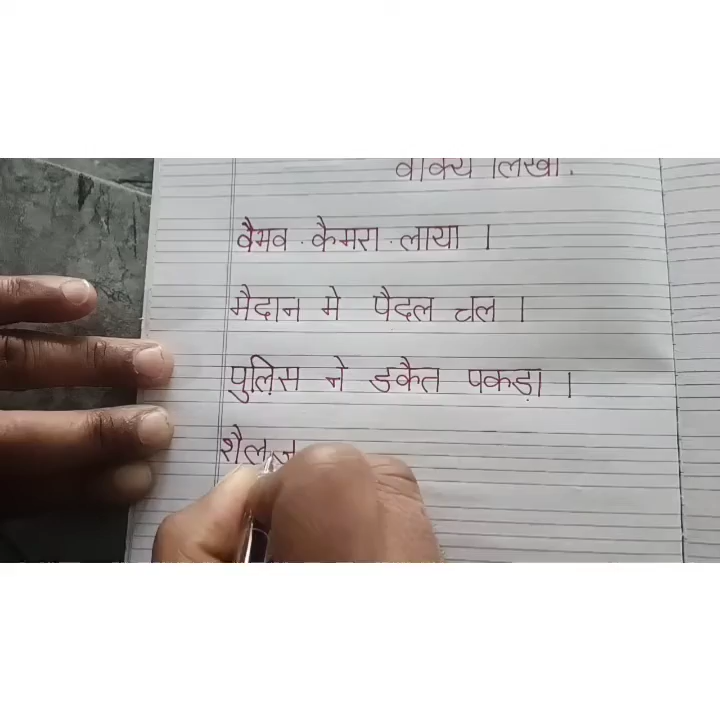 वाक्य लिखो.
वैभव . कैमरा . लाया ।
मैदान मे पैदल चल ।
पुलिस ने डकैत पकड़ा ।